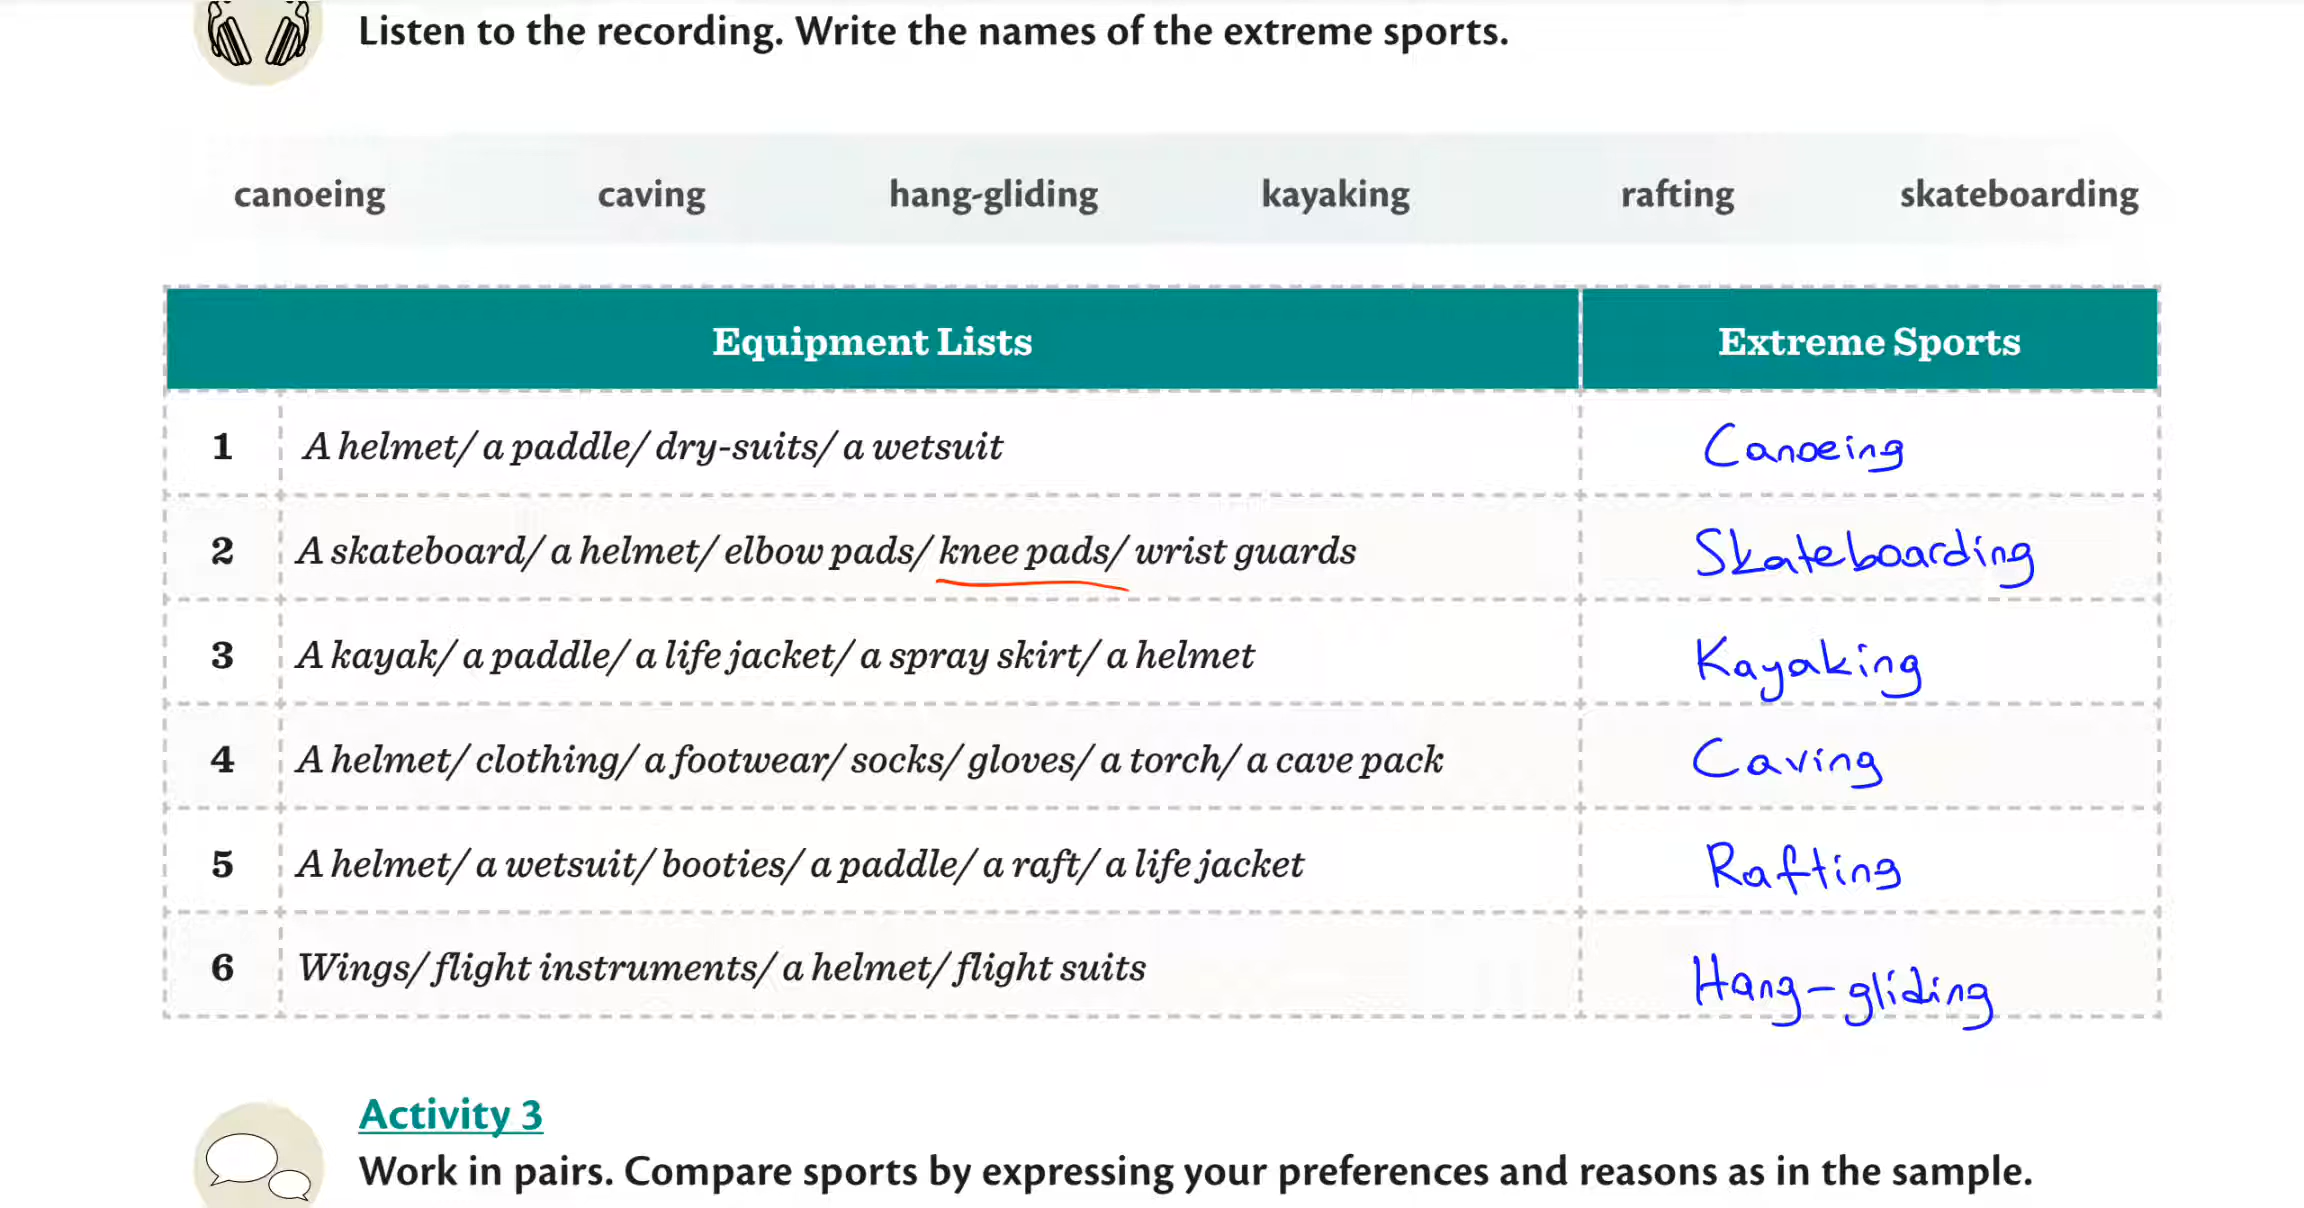 Listen to the recording. Write the names of the extreme sports.
canoeing caving hang-gliding kayaking rafting skateboarding
Equipment Lists Extreme Sports
1 A helmet/ a paddle/ dry-suits/ a wetsuit Canoeing
2 A skateboard/ a helmet/ elbow pads/ knee pads/ wrist guards Skateboarding
3 A kayak/ a paddle/ a life jacket/ a spray skirt/ a helmet Kayaking
4 A helmet/ clothing/ a footwear/ socks/ gloves/ a torch/ a cave pack Caving
5 A helmet/ a wetsuit/ booties/ a paddle/ a raft/ a life jacket Rafting
6 Wings/ flight instruments/ a helmet/ flight suits Hang-gliding
Activity 3
Work in pairs. Compare sports by expressing your preferences and reasons as in the sample.